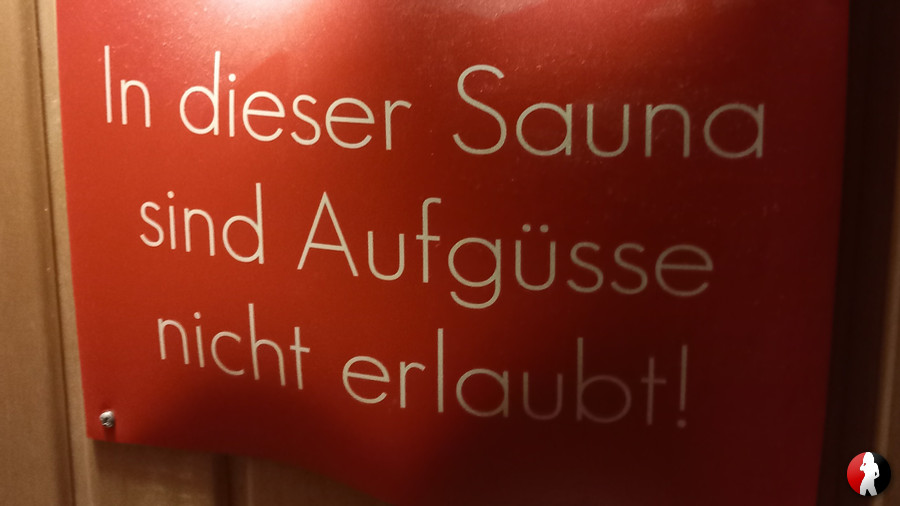 In dieser Sauna
sind Aufgüsse
nicht erlaubt!